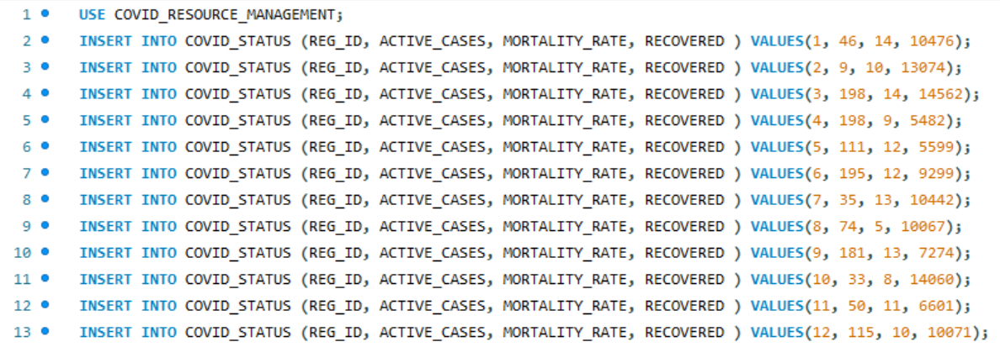 1 USE COVID_RESOURCE_MANAGEMENT;
2 INSERT INTO COVID_STATUS (REG_ID, ACTIVE_CASES, MORTALITY_RATE, RECOVERED ) VALUES(1, 46, 14, 10476);
3 INSERT INTO COVID_STATUS (REG_ID, ACTIVE_CASES, MORTALITY_RATE, RECOVERED ) VALUES(2, 9, 10, 13074);
4 INSERT INTO COVID_STATUS (REG_ID, ACTIVE_CASES, MORTALITY_RATE, RECOVERED ) VALUES(3, 198, 14, 14562);
5 INSERT INTO COVID_STATUS (REG_ID, ACTIVE_CASES, MORTALITY_RATE, RECOVERED ) VALUES(4, 198, 9, 5482);
6 INSERT INTO COVID_STATUS (REG_ID, ACTIVE_CASES, MORTALITY_RATE, RECOVERED ) VALUES(5, 111, 12, 5599);
7 INSERT INTO COVID_STATUS (REG_ID, ACTIVE_CASES, MORTALITY_RATE, RECOVERED ) VALUES(6, 195, 12, 9299);
8 INSERT INTO COVID_STATUS (REG_ID, ACTIVE_CASES, MORTALITY_RATE, RECOVERED ) VALUES(7, 35, 13, 10442);
9 INSERT INTO COVID_STATUS (REG_ID, ACTIVE_CASES, MORTALITY_RATE, RECOVERED ) VALUES(8, 74, 5, 10067);
10 INSERT INTO COVID_STATUS (REG_ID, ACTIVE_CASES, MORTALITY_RATE, RECOVERED ) VALUES(9, 181, 13, 7274);
11 INSERT INTO COVID_STATUS (REG_ID, ACTIVE_CASES, MORTALITY_RATE, RECOVERED ) VALUES(10, 33, 8, 14060);
12 INSERT INTO COVID_STATUS (REG_ID, ACTIVE_CASES, MORTALITY_RATE, RECOVERED ) VALUES(11, 50, 11, 6601);
13 INSERT INTO COVID_STATUS (REG_ID, ACTIVE_CASES, MORTALITY_RATE, RECOVERED ) VALUES(12, 115, 10, 10071);